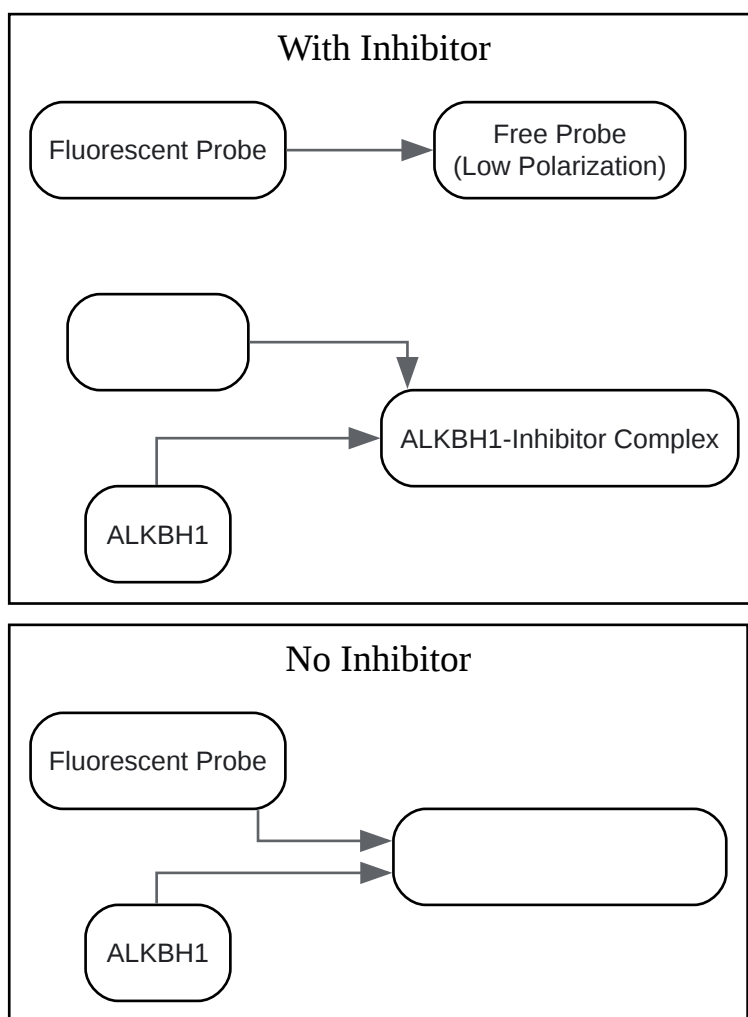 With Inhibitor
Fluorescent Probe
Free Probe
(Low Polarization)
ALKBH1-Inhibitor Complex
ALKBH1
No Inhibitor
Fluorescent Probe
ALKBH1